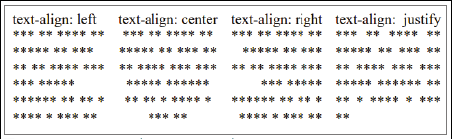 text-align: left
*** ** **** **
***** ** ***
** ** **** ***
*** *****
****** ** ** *
**** * *** **
text-align: center
*** ** **** **
***** ** *** **
** **** *** ***
***** ******
** ** * **** *
*** **
text-align: right
*** ** **** **
***** ** ***
** ** **** ***
*** *****
****** ** ** *
**** * *** **
text-align: justify
*** ** **** **
***** ** *** **
** **** *** ***
***** ****** **
** * **** * ***
**